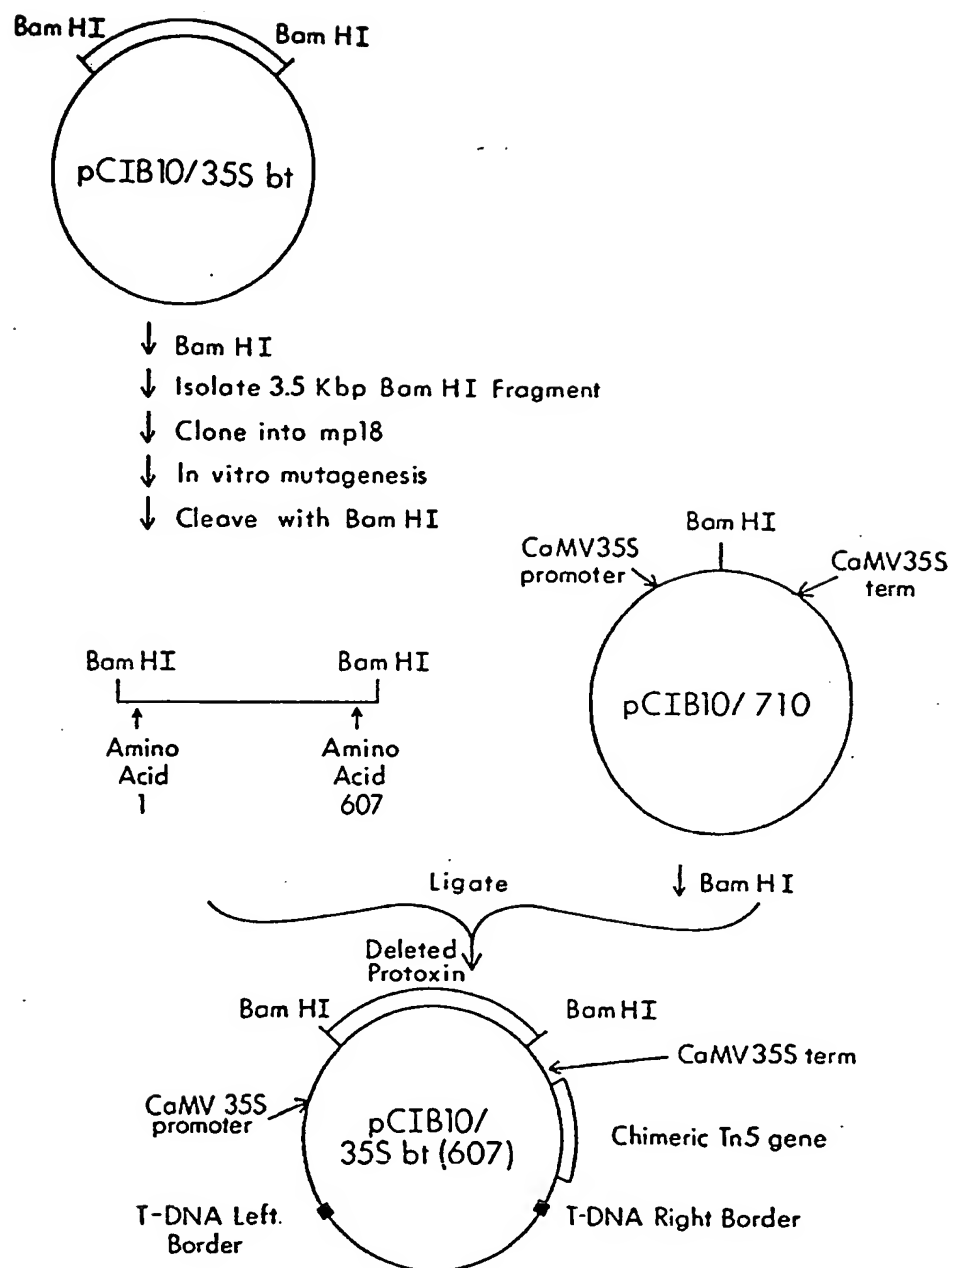 Bam HI
Bam HI
pCIB10/35S bt
Bam HI
Isolate 3.5 Kbp Bam HI Fragment
Clone into mp18
In vitro mutagenesis
Cleave with Bam HI
Bam HI
CaMV35S
promoter
CaMV35S
term
pCIB10/710
Bam HI
Bam HI
Amino
Acid
1
Amino
Acid
607
Ligate
Bam HI
Deleted
Protoxin
Bam HI
Bam HI
CaMV35S term
CaMV 35S
promoter
pCIB10/
35S bt (607)
Chimeric Tn5 gene
T-DNA Left.
Border
T-DNA Right Border